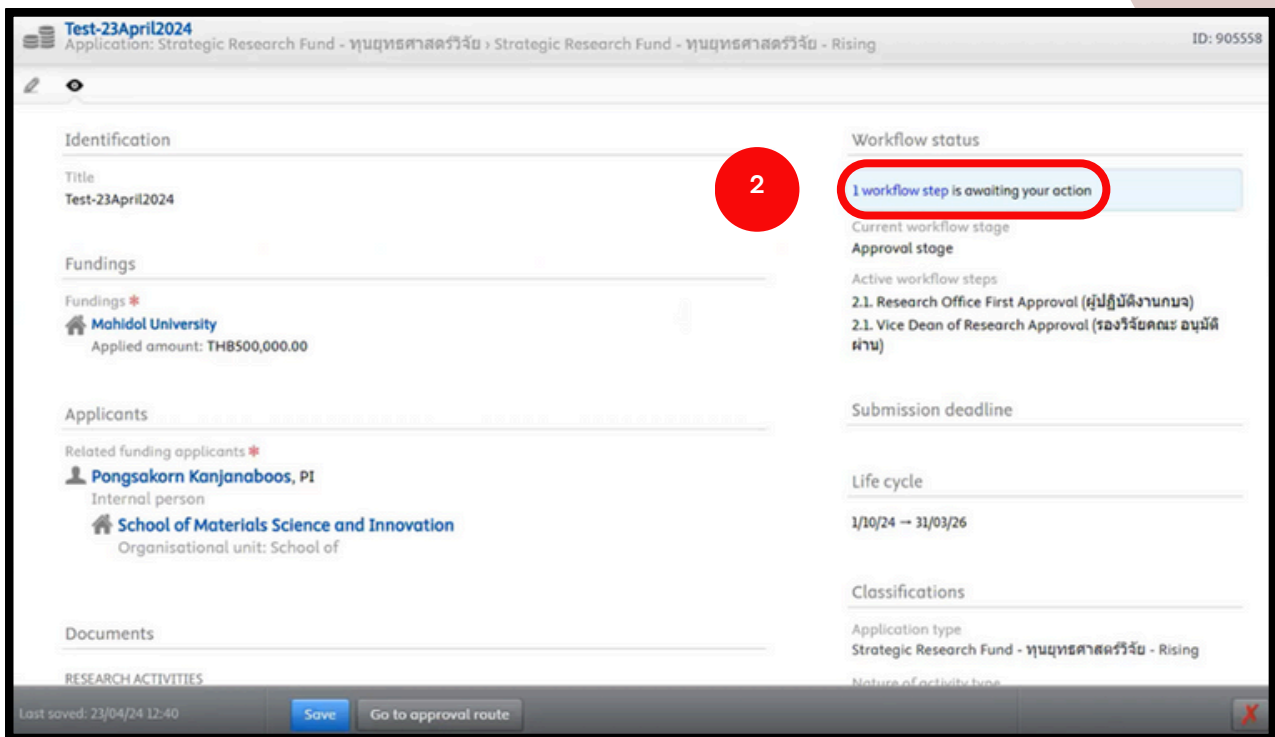 Test-23April2024
Application: Strategic Research Fund - ทุนยุทธศาสตร์วิจัย › Strategic Research Fund - ทุนยุทธศาสตร์วิจัย - Rising
ID: 905558
Identification
Title
Test-23April2024
Fundings
Fundings *
Mahidol University
Applied amount: THB500,000.00
Applicants
Related funding applicants *
Pongsakorn Kanjanaboos, PI
Internal person
School of Materials Science and Innovation
Organisational unit: School of
Documents
RESEARCH ACTIVITIES
2
Workflow status
1 workflow step is awaiting your action
Current workflow stage
Approval stage
Active workflow steps
2.1. Research Office First Approval (ผู้ปฏิบัติงานกบจ)
2.1. Vice Dean of Research Approval (รองวิจัยคณะ อนุมัติ
ผ่าน)
Submission deadline
Life cycle
1/10/24 → 31/03/26
Classifications
Application type
Strategic Research Fund - ทุนยุทธศาสตร์วิจัย - Rising
Nature of activity type
Last saved: 23/04/24 12:40
Save
Go to approval route